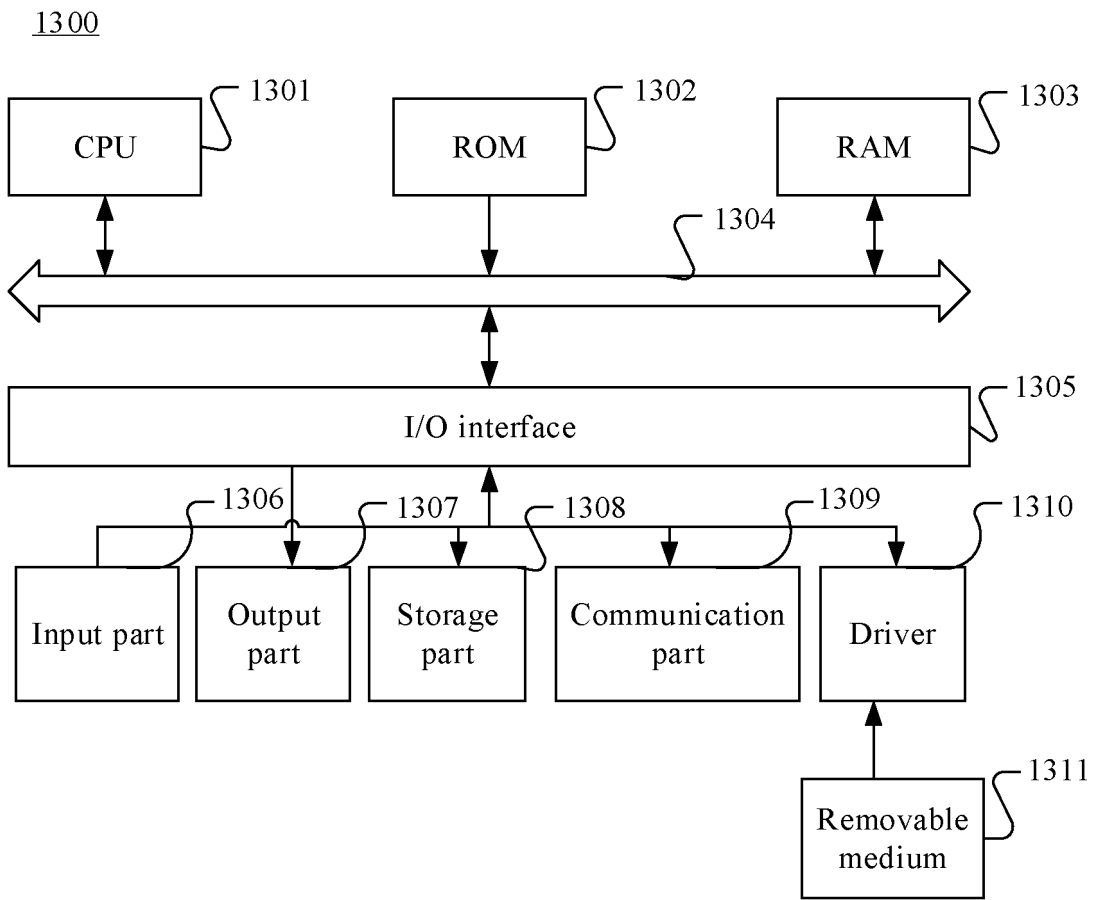 1300
1301
1302
1303
CPU
ROM
RAM
1304
1305
I/O interface
1306
1307
1308
1309
1310
Input part
Output
part
Storage
part
Communication
part
Driver
1311
Removable
medium